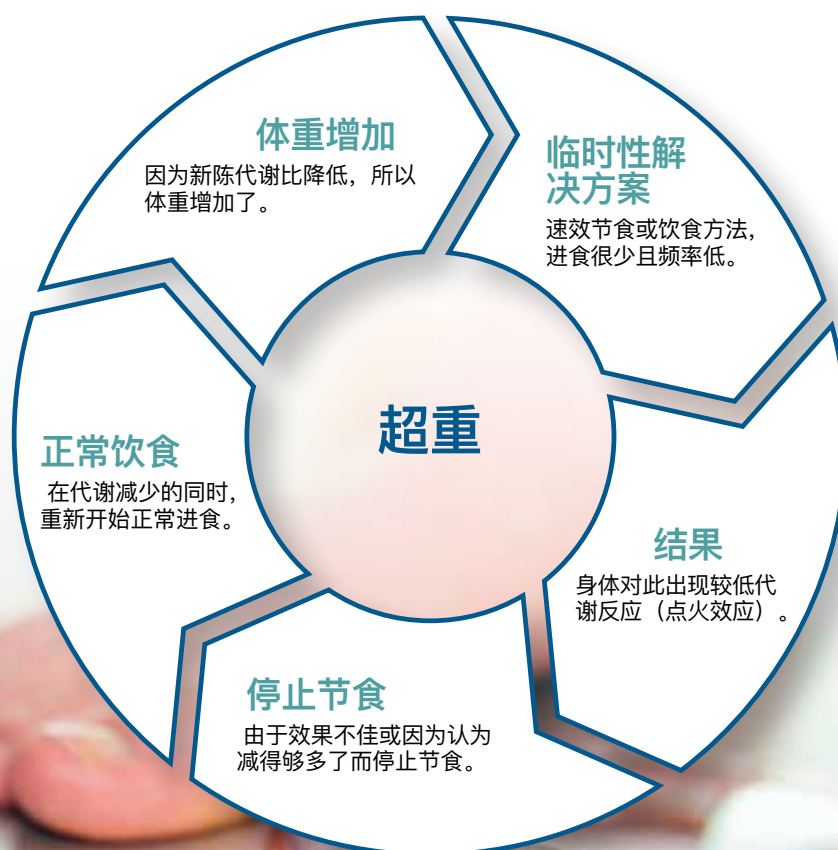 体重增加
因为新陈代谢比降低，所以
体重增加了。
临时性解
决方案
速效节食或饮食方法，
进食很少且频率低。
超重
正常饮食
在代谢减少的同时，
重新开始正常进食。
结果
身体对此出现较低代
谢反应（点火效应）。
停止节食
由于效果不佳或因为认为
减得够多了而停止节食。